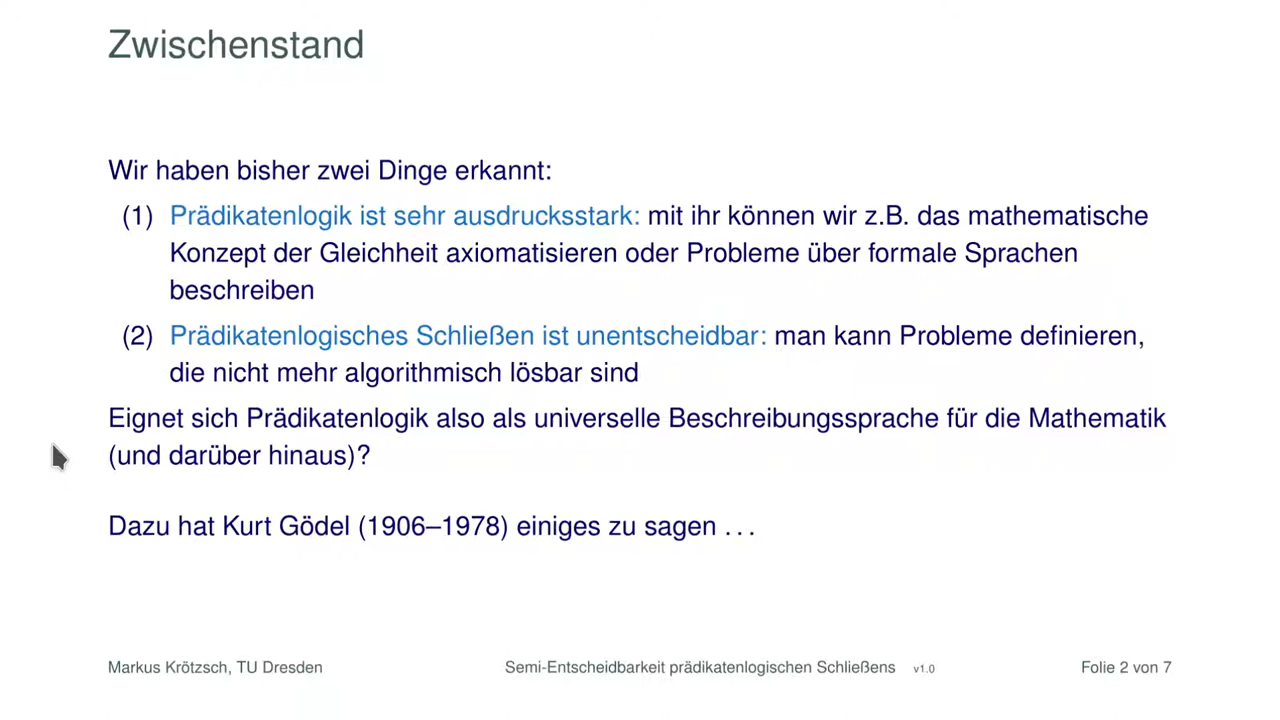 Zwischenstand
Wir haben bisher zwei Dinge erkannt:
(1) Prädikatenlogik ist sehr ausdrucksstark: mit ihr können wir z.B. das mathematische
Konzept der Gleichheit axiomatisieren oder Probleme über formale Sprachen
beschreiben
(2) Prädikatenlogisches Schließen ist unentscheidbar: man kann Probleme definieren,
die nicht mehr algorithmisch lösbar sind
Eignet sich Prädikatenlogik also als universelle Beschreibungssprache für die Mathematik
(und darüber hinaus)?
Dazu hat Kurt Gödel (1906–1978) einiges zu sagen . . .
Markus Krötzsch, TU Dresden Semi-Entscheidbarkeit prädikatenlogischen Schließens v1.0 Folie 2 von 7